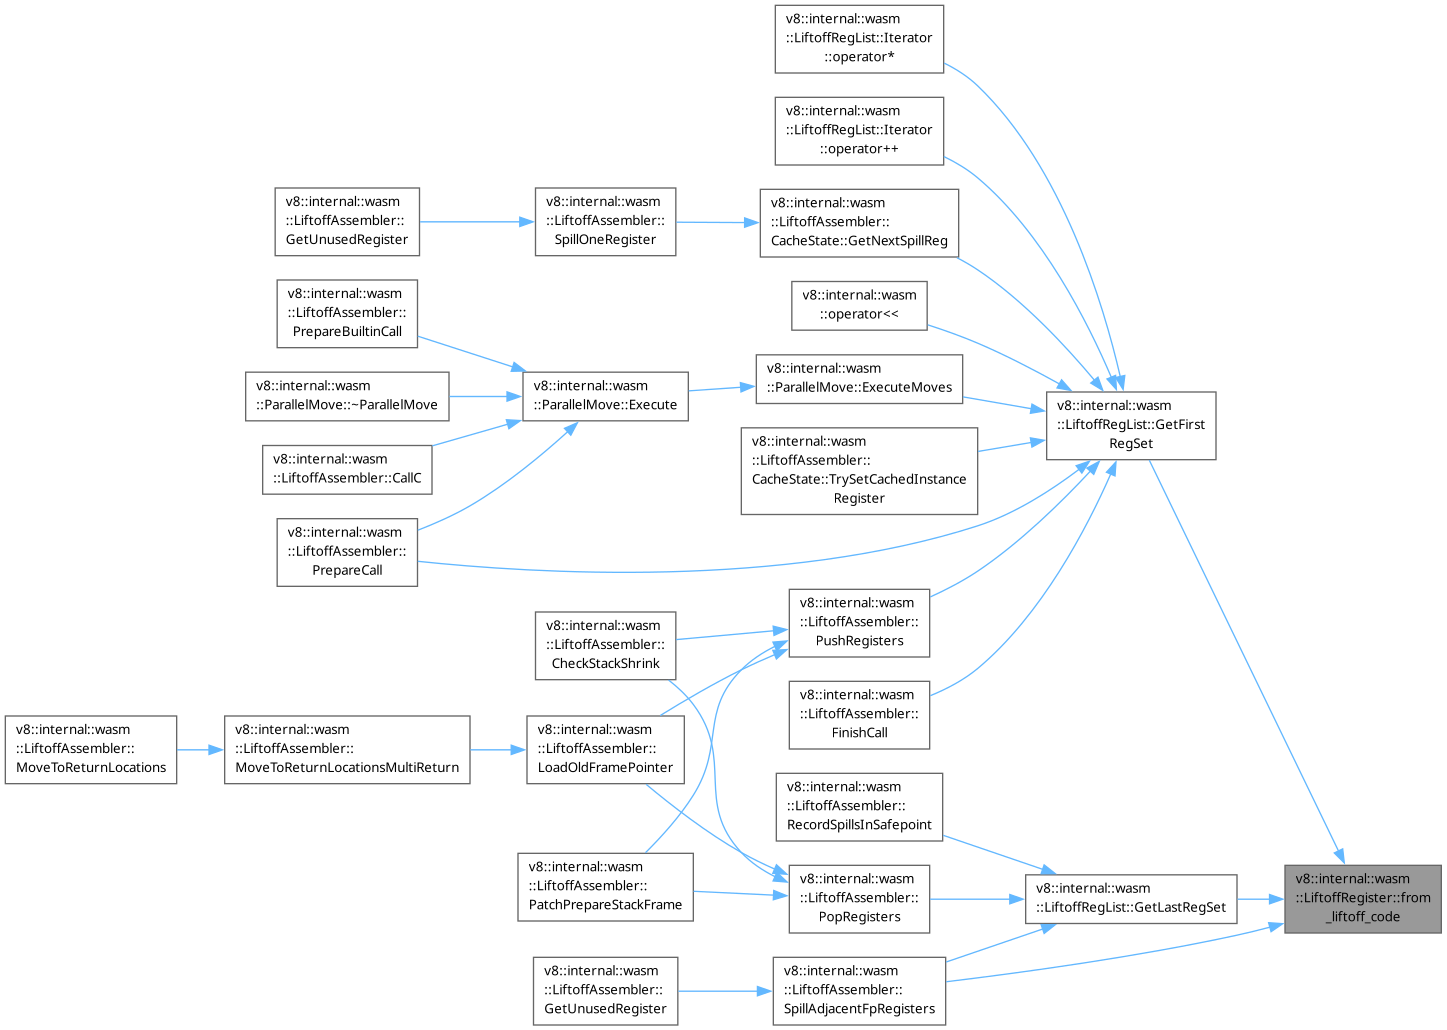 v8::internal::wasm
::LiftoffRegList::Iterator
::operator*
v8::internal::wasm
::LiftoffRegList::Iterator
::operator++
v8::internal::wasm
::LiftoffAssembler::
GetUnusedRegister
v8::internal::wasm
::LiftoffAssembler::
SpillOneRegister
v8::internal::wasm
::LiftoffAssembler::
CacheState::GetNextSpillReg
v8::internal::wasm
::LiftoffAssembler::
PrepareBuiltinCall
v8::internal::wasm
::operator<<
v8::internal::wasm
::ParallelMove::~ParallelMove
v8::internal::wasm
::ParallelMove::Execute
v8::internal::wasm
::ParallelMove::ExecuteMoves
v8::internal::wasm
::LiftoffRegList::GetFirst
RegSet
v8::internal::wasm
::LiftoffAssembler::CallC
v8::internal::wasm
::LiftoffAssembler::
CacheState::TrySetCachedInstance
Register
v8::internal::wasm
::LiftoffAssembler::
PrepareCall
v8::internal::wasm
::LiftoffAssembler::
CheckStackShrink
v8::internal::wasm
::LiftoffAssembler::
PushRegisters
v8::internal::wasm
::LiftoffAssembler::
FinishCall
v8::internal::wasm
::LiftoffAssembler::
MoveToReturnLocations
v8::internal::wasm
::LiftoffAssembler::
MoveToReturnLocationsMultiReturn
v8::internal::wasm
::LiftoffAssembler::
LoadOldFramePointer
v8::internal::wasm
::LiftoffAssembler::
RecordSpillsInSafepoint
v8::internal::wasm
::LiftoffAssembler::
PatchPrepareStackFrame
v8::internal::wasm
::LiftoffAssembler::
PopRegisters
v8::internal::wasm
::LiftoffRegList::GetLastRegSet
v8::internal::wasm
::LiftoffRegister::from
_liftoff_code
v8::internal::wasm
::LiftoffAssembler::
GetUnusedRegister
v8::internal::wasm
::LiftoffAssembler::
SpillAdjacentFpRegisters